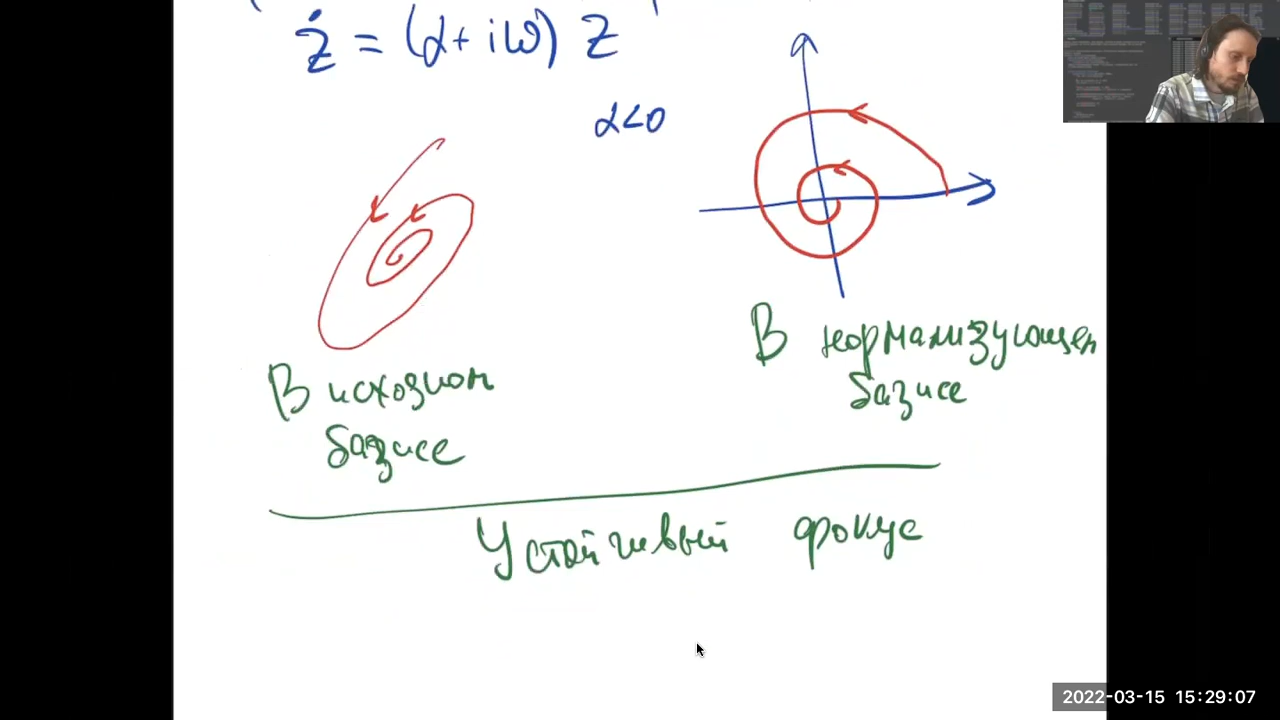 ż = (α + iω) z
α<0
В исходном
базисе
В нормализующем
базисе
Устойчивый фокус
2022-03-15 15:29:07